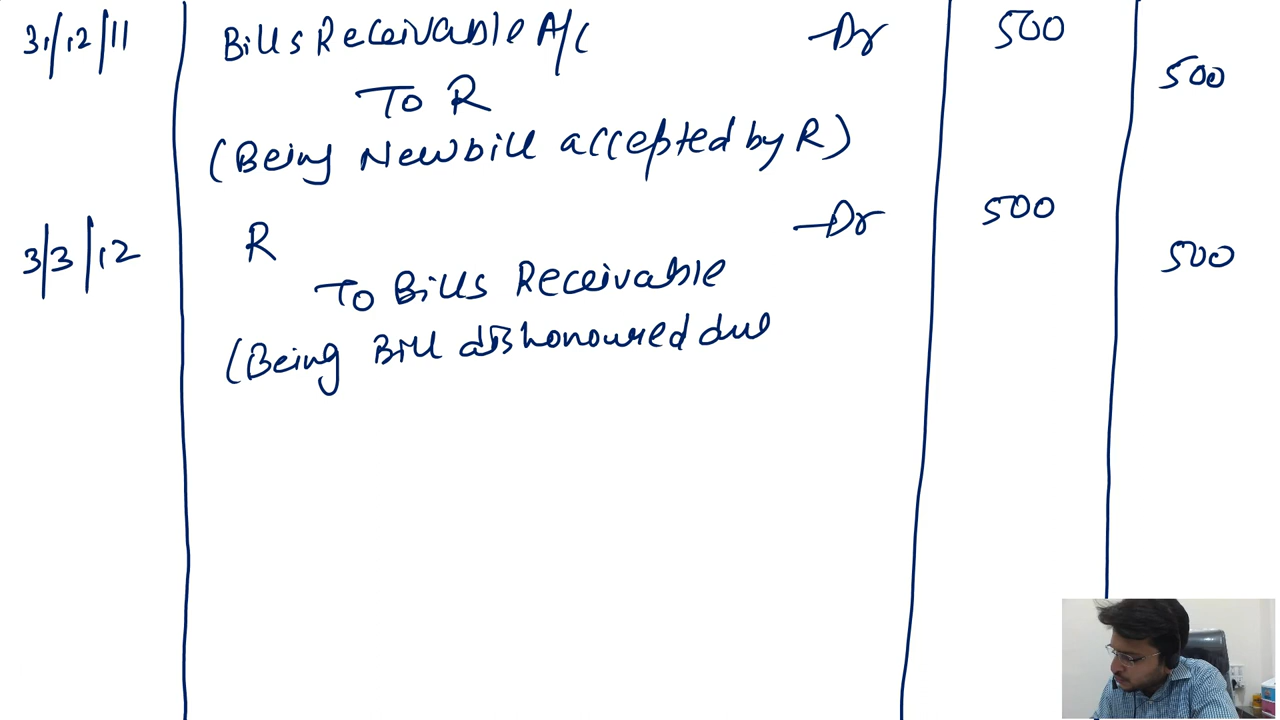 31/12/11 Bills Receivable A/c Dr 500
To R 500
(Being New bill accepted by R)
3/3/12 R Dr 500
To Bills Receivable 500
(Being Bill dishonoured due